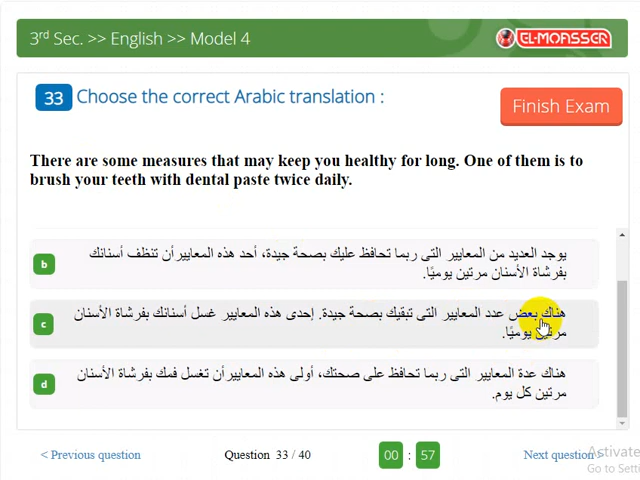 3rd Sec. >> English >> Model 4
EL-MOASSER
33 Choose the correct Arabic translation :
Finish Exam
There are some measures that may keep you healthy for long. One of them is to
brush your teeth with dental paste twice daily.
يوجد العديد من المعايير التى ربما تحافظ عليك بصحة جيدة، أحد هذه المعايير أن تنظف أسنانك
b
بفرشاة الأسنان مرتين يوميًا.
هناك بعض عدد المعايير التى تبقيك بصحة جيدة. إحدى هذه المعايير غسل أسنانك بفرشاة الأسنان
c
مرتين يوميًا.
هناك عدة المعايير التى ربما تحافظ على صحتك، أولى هذه المعايير أن تغسل فمك بفرشاة الأسنان
d
مرتين كل يوم.
< Previous question
Question 33 / 40
00 : 57
Next question >
Activate
Go to Setti